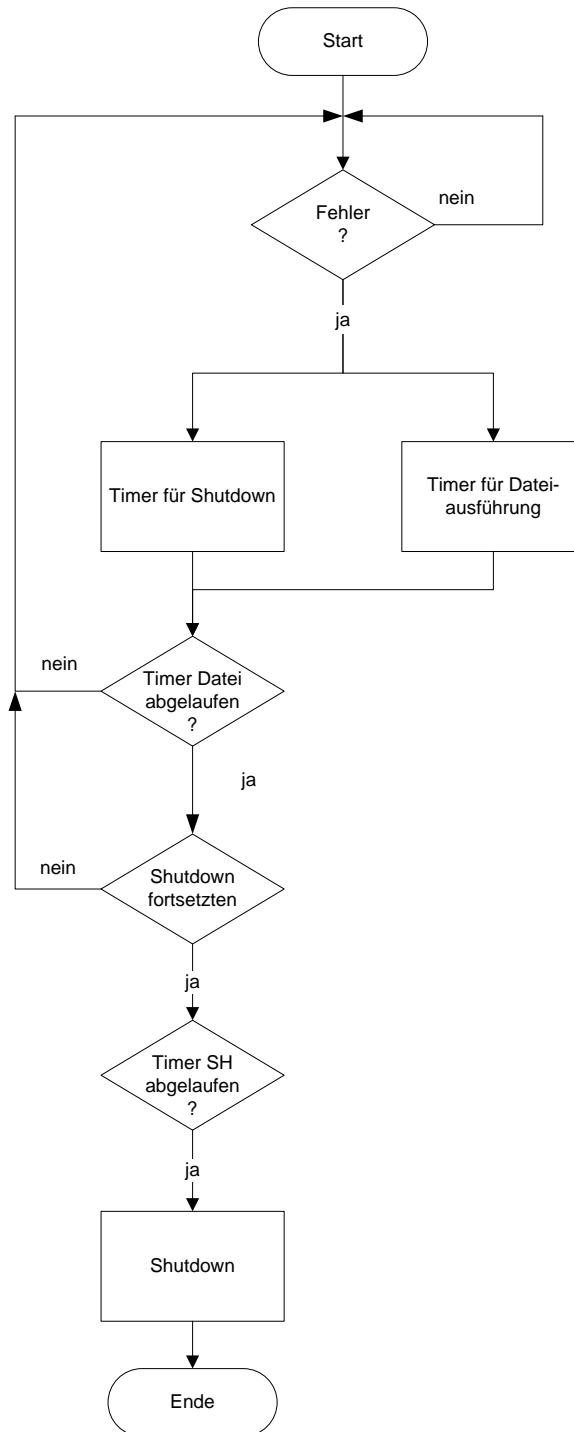 Start
nein
Fehler
?
ja
Timer für Shutdown
Timer für Datei-
ausführung
nein
Timer Datei
abgelaufen
?
ja
nein
Shutdown
fortsetzten
ja
Timer SH
abgelaufen
?
ja
Shutdown
Ende